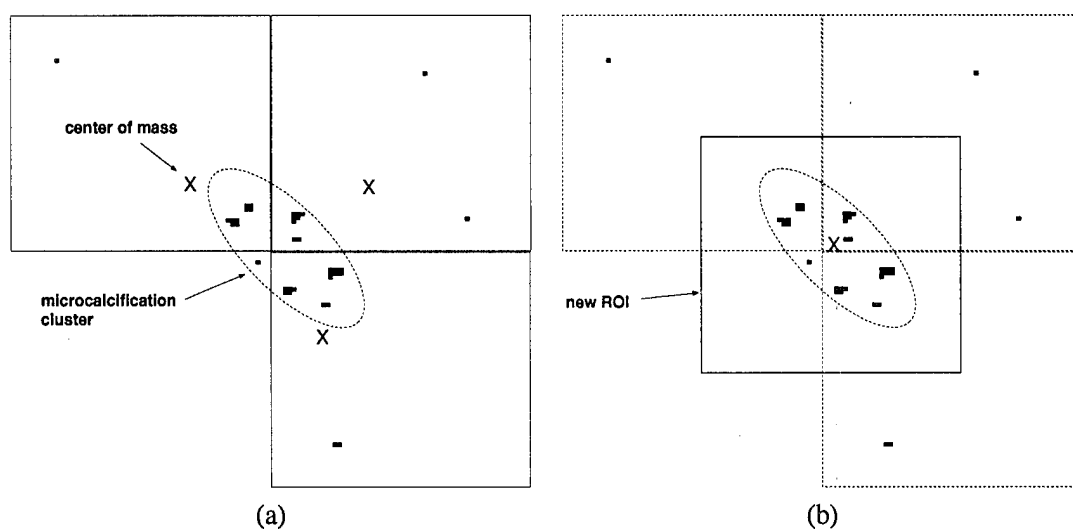 center of mass
X
X
microcalcification
cluster
X
(a)
X
new ROI
(b)